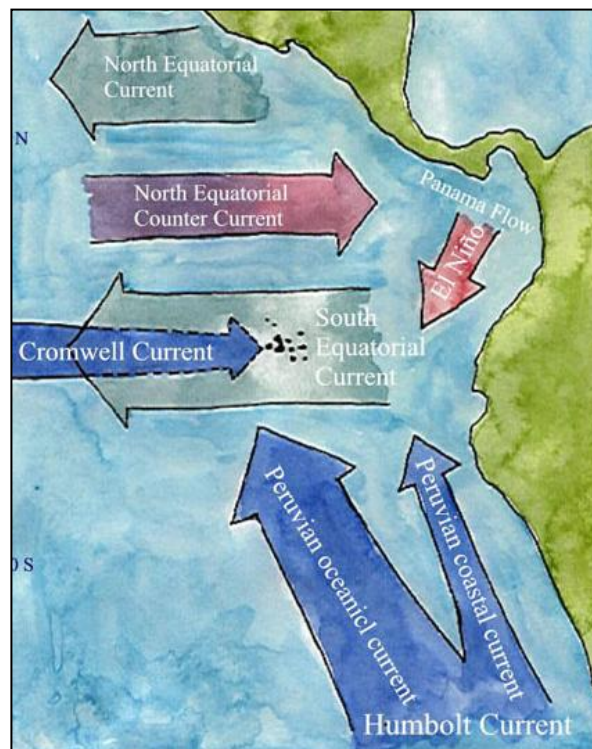 North Equatorial
Current
N
North Equatorial
Counter Current
Panama Flow
El Niño
South
Equatorial
Current
Cromwell Current
Peruvian oceanicl current
Peruvian coastal current
0 S
Humbolt Current